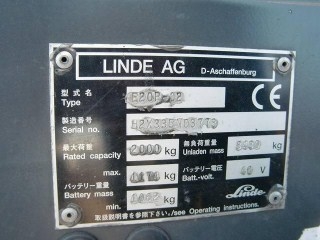 LINDE AG D-Aschaffenburg
型式名
Type E20P-02
CE
製造番号
Serial no.
最大荷重 無負荷重量
Rated capacity 2000 kg Unladen mass kg
max. kg バッテリー電圧
バッテリー重量 Batt.-volt. V
Battery mass kg Linde
min.
取扱説明書を参照下さい./See Operating Instructions.